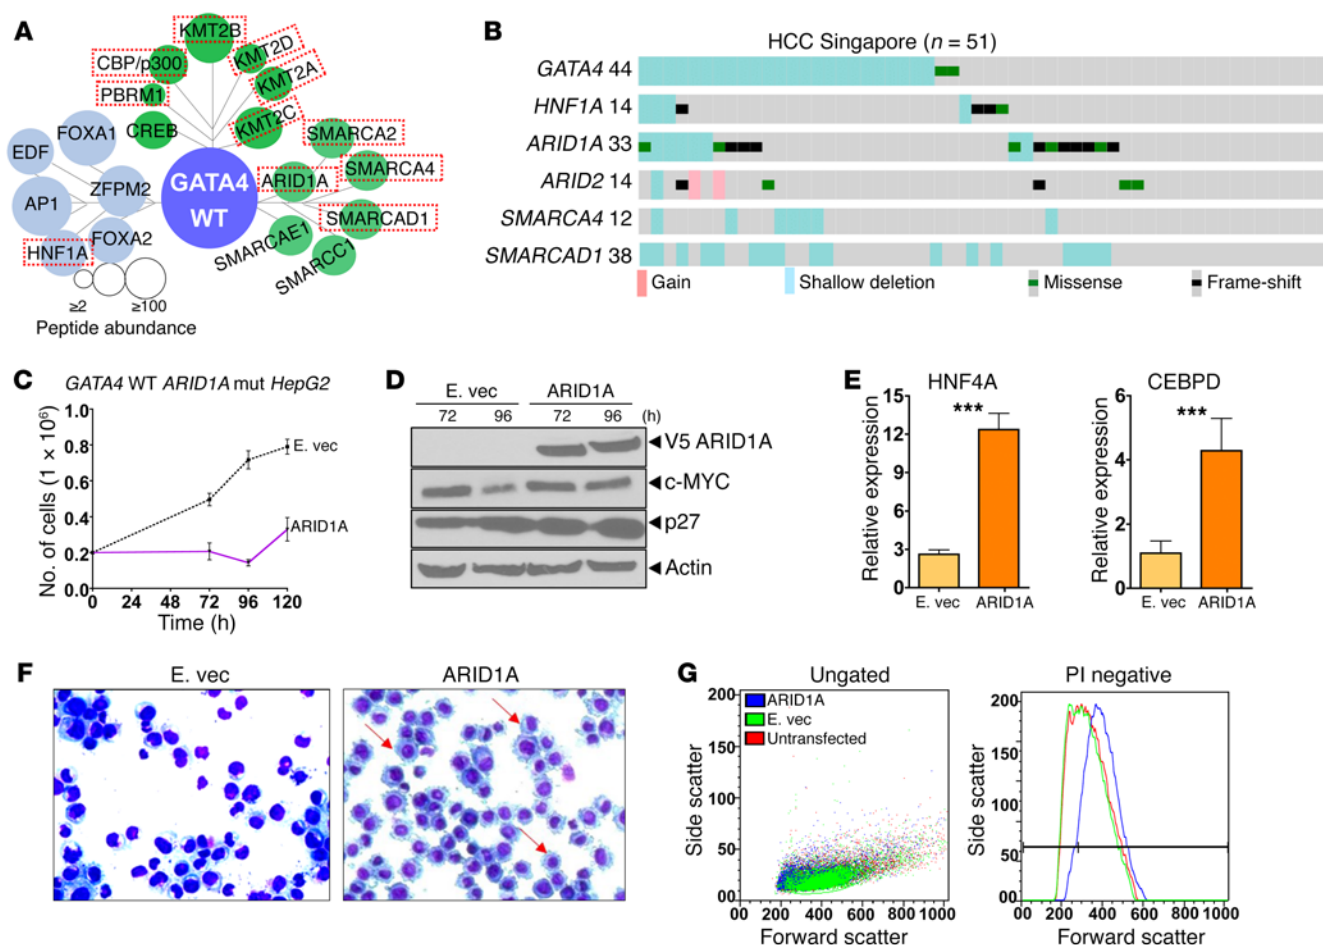 A
KMT2B
KMT2D
CBP/p300
KMT2A
PBRM1
KMT2C
CREB
FOXA1
SMARCA2
EDF
SMARCA4
ZFPM2
GATA4
WT
ARID1A
AP1
SMARCAD1
HNF1A
FOXA2
SMARCAE1
SMARCC1
≥2
≥100
Peptide abundance
B
HCC Singapore (n = 51)
GATA4 44
HNF1A 14
ARID1A 33
ARID2 14
SMARCA4 12
SMARCAD1 38
Gain
Shallow deletion
Missense
Frame-shift
C
GATA4 WT ARID1A mut HepG2
No. of cells (1 × 10⁶)
1.0
0.8
0.6
0.4
0.2
0.0
E. vec
ARID1A
0 24 48 72 96 120
Time (h)
D
E. vec ARID1A
72 96 72 96 (h)
V5 ARID1A
c-MYC
p27
Actin
E
HNF4A
Relative expression
15
12
9
6
3
0
***
E. vec ARID1A
CEBPD
Relative expression
6
4
2
0
***
E. vec ARID1A
F
E. vec
ARID1A
G
Ungated
Side scatter
200
150
100
50
00
ARID1A
E. vec
Untransfected
00 200 400 600 800 1000
Forward scatter
PI negative
Side scatter
200
150
100
50
00
00 200 400 600 800 1000
Forward scatter